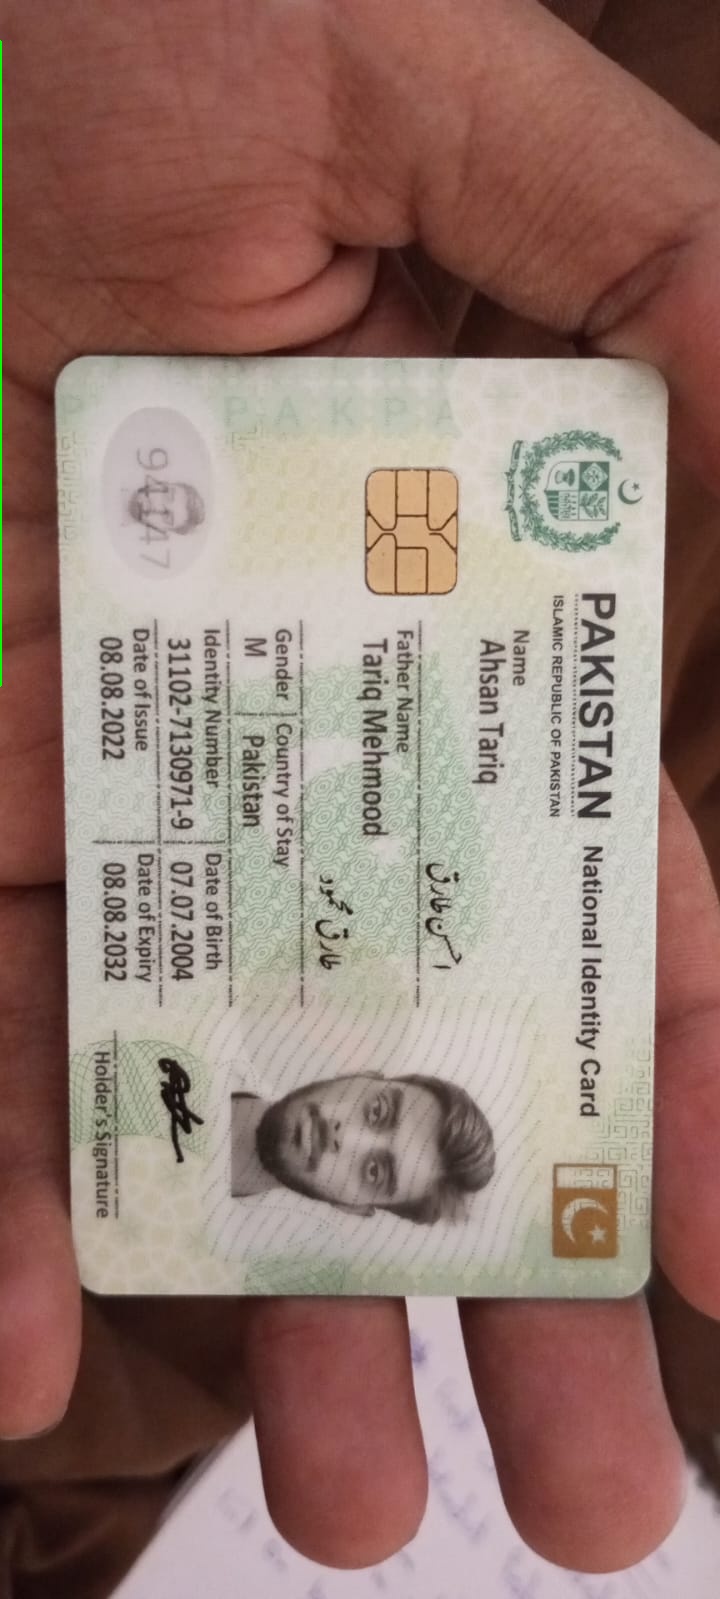 PAKISTAN National Identity Card
ISLAMIC REPUBLIC OF PAKISTAN
Name
Ahsan Tariq
احسن طارق
Father Name
Tariq Mehmood
طارق محمود
Gender Country of Stay
M Pakistan
Identity Number Date of Birth
31102-7130971-9 07.07.2004
Date of Issue Date of Expiry
08.08.2022 08.08.2032
Holder's Signature
PAKPA